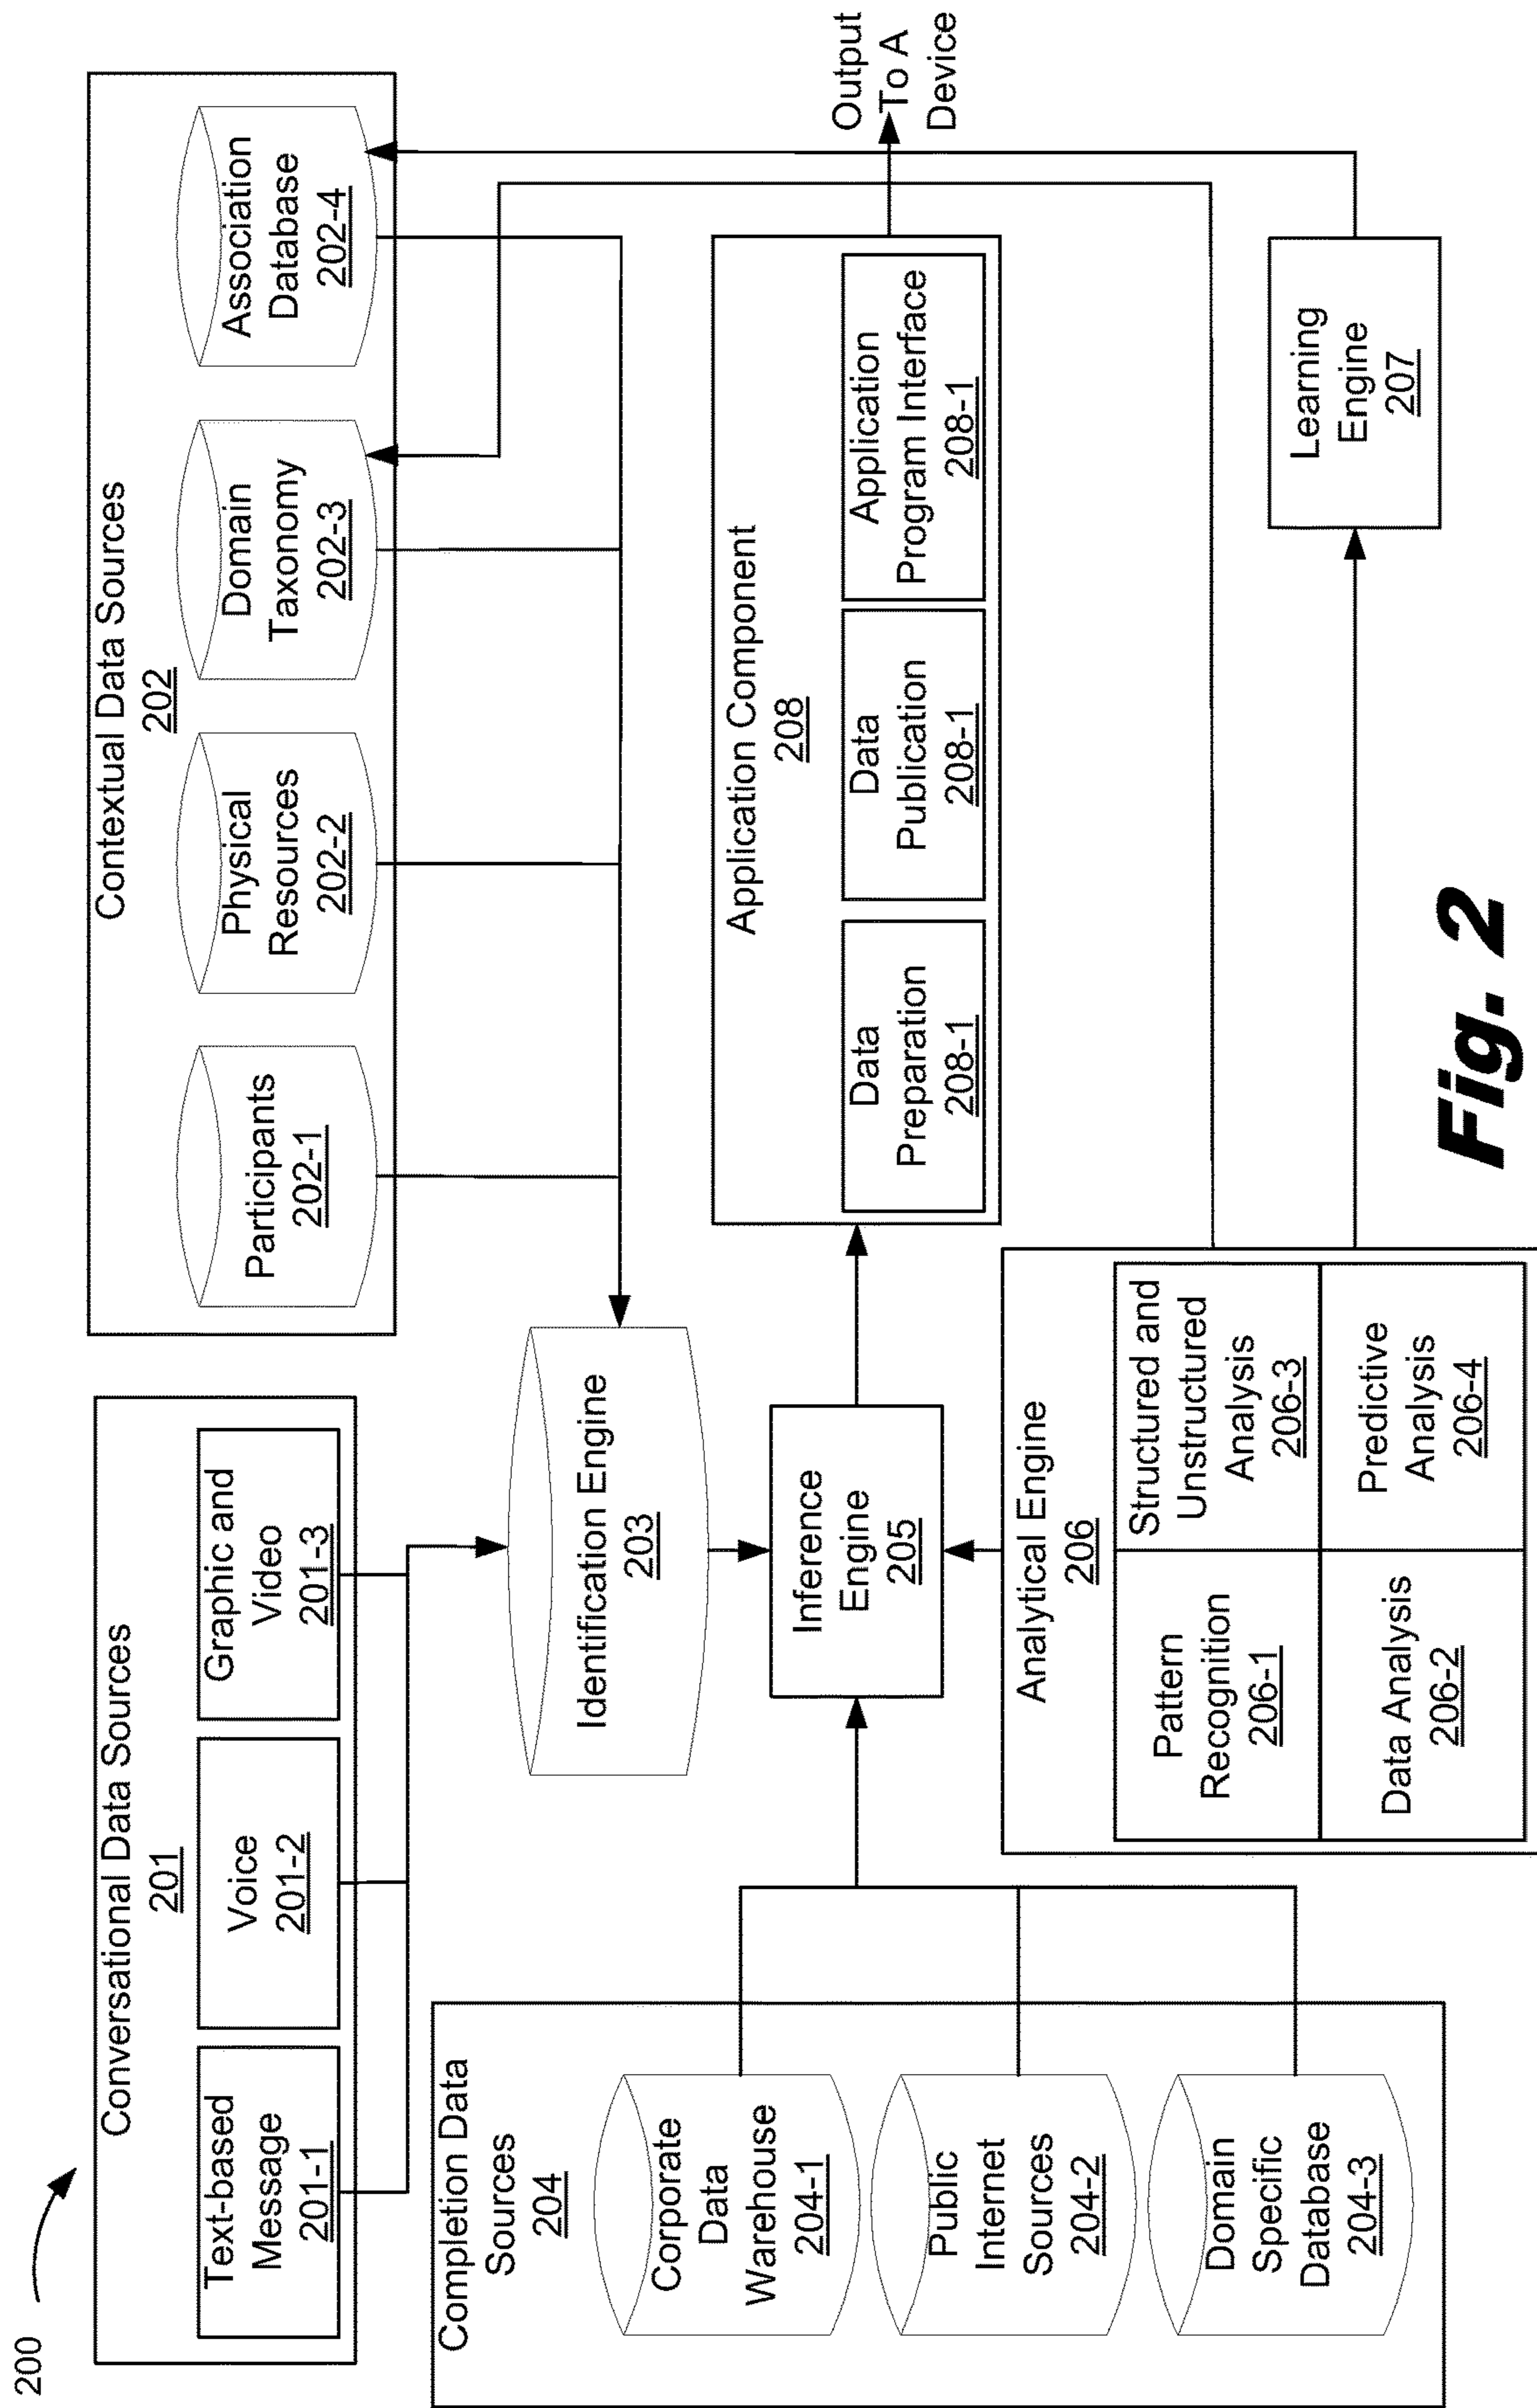 200
Conversational Data Sources
201
Text-based
Message
201-1
Voice
201-2
Graphic and
Video
201-3
Contextual Data Sources
202
Participants
202-1
Physical
Resources
202-2
Domain
Taxonomy
202-3
Association
Database
202-4
Completion Data
Sources
204
Corporate
Data
Warehouse
204-1
Public
Internet
Sources
204-2
Domain
Specific
Database
204-3
Identification Engine
203
Inference
Engine
205
Analytical Engine
206
Pattern
Recognition
206-1
Structured and
Unstructured
Analysis
206-3
Data Analysis
206-2
Predictive
Analysis
206-4
Application Component
208
Data
Preparation
208-1
Data
Publication
208-1
Application
Program Interface
208-1
Output
To A
Device
Learning
Engine
207
Fig. 2